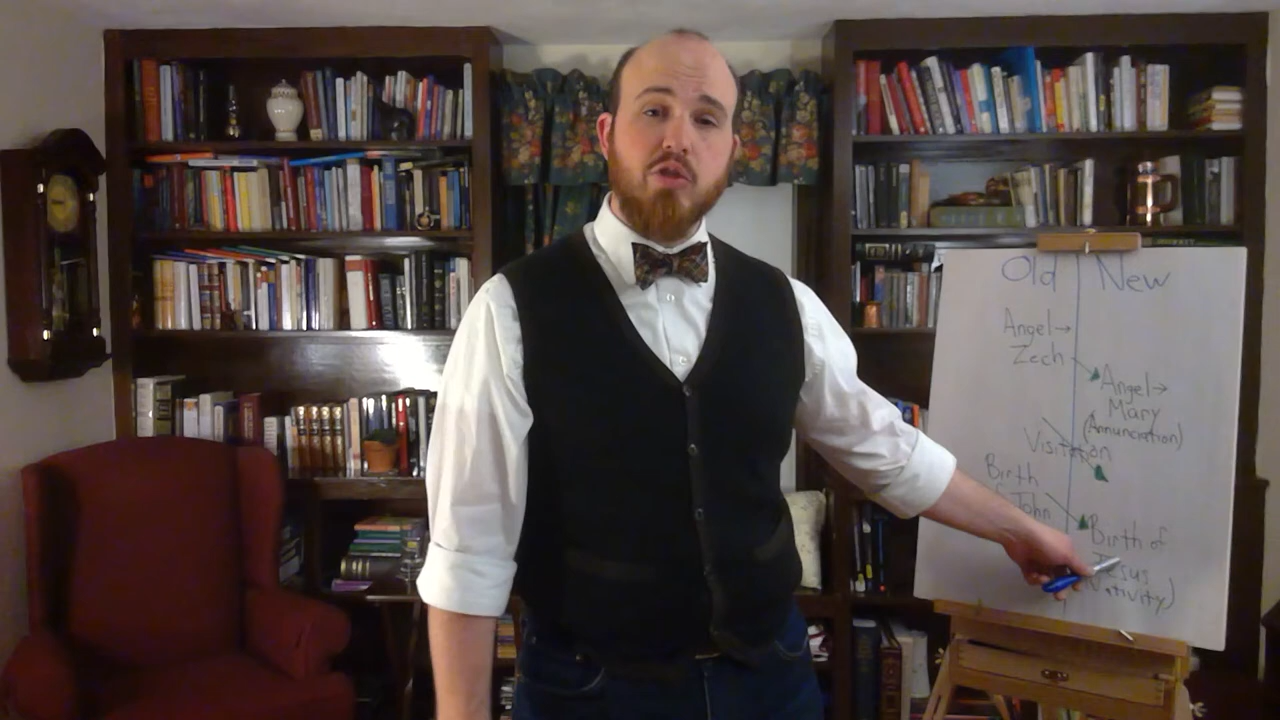 Old New
Angel→
Zech
Angel→
Mary
(Annunciation)
Visitation
Birth
John
Birth of
Jesus